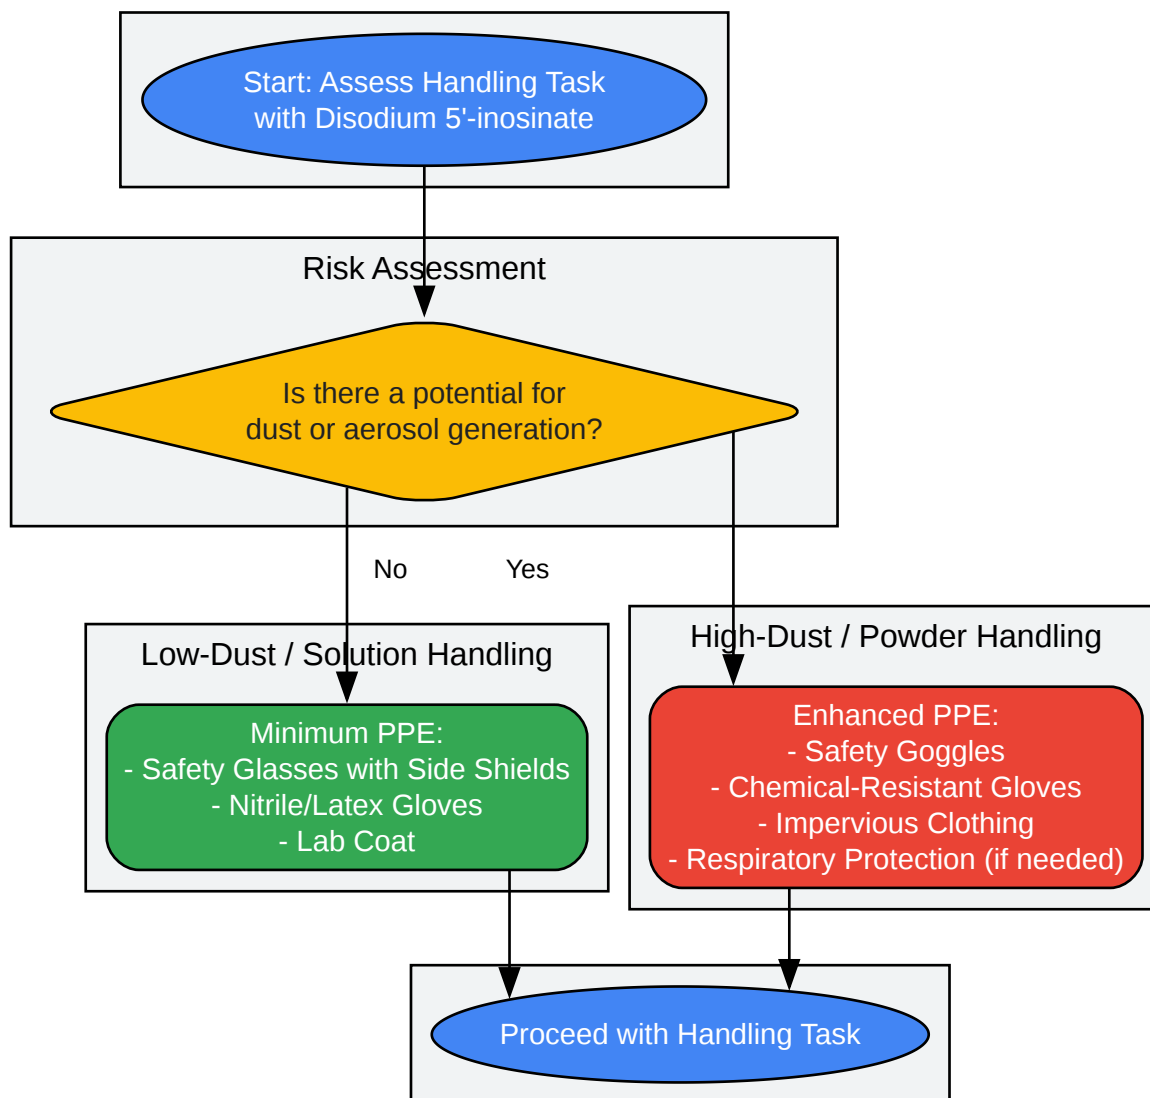 Start: Assess Handling Task
with Disodium 5'-inosinate
Risk Assessment
Is there a potential for
dust or aerosol generation?
No
Yes
Low-Dust / Solution Handling
Minimum PPE:
- Safety Glasses with Side Shields
- Nitrile/Latex Gloves
- Lab Coat
High-Dust / Powder Handling
Enhanced PPE:
- Safety Goggles
- Chemical-Resistant Gloves
- Impervious Clothing
- Respiratory Protection (if needed)
Proceed with Handling Task